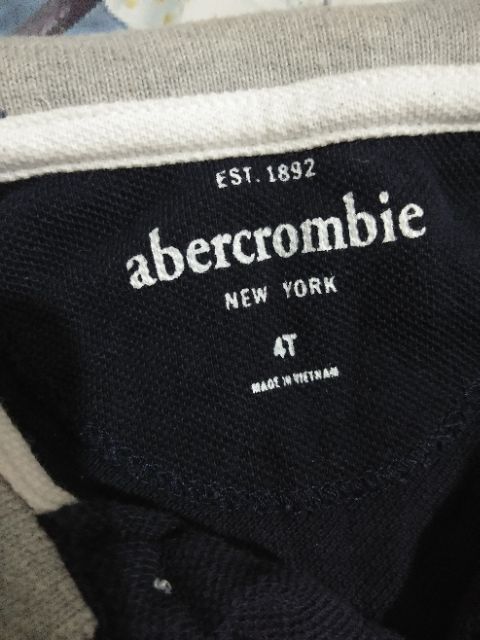 EST. 1892
abercrombie
NEW YORK
4T
MADE IN VIETNAM